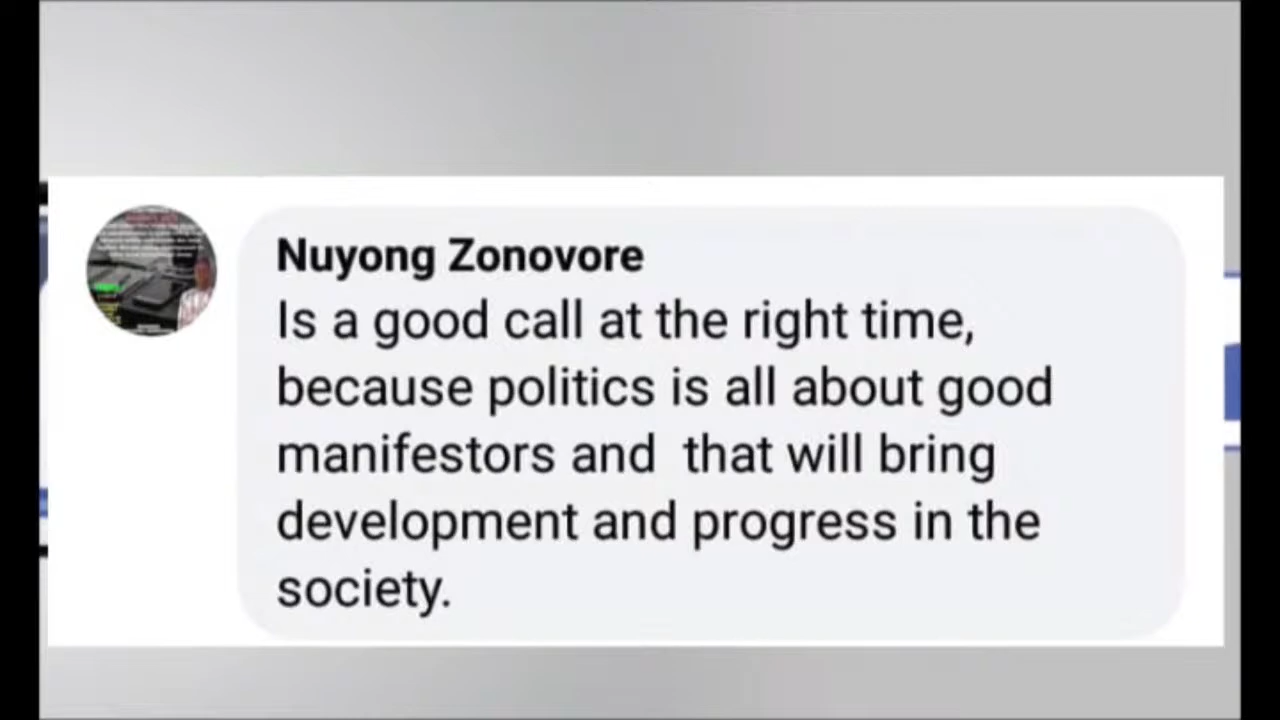 Nuyong Zonovore
Is a good call at the right time,
because politics is all about good
manifestors and  that will bring
development and progress in the
society.